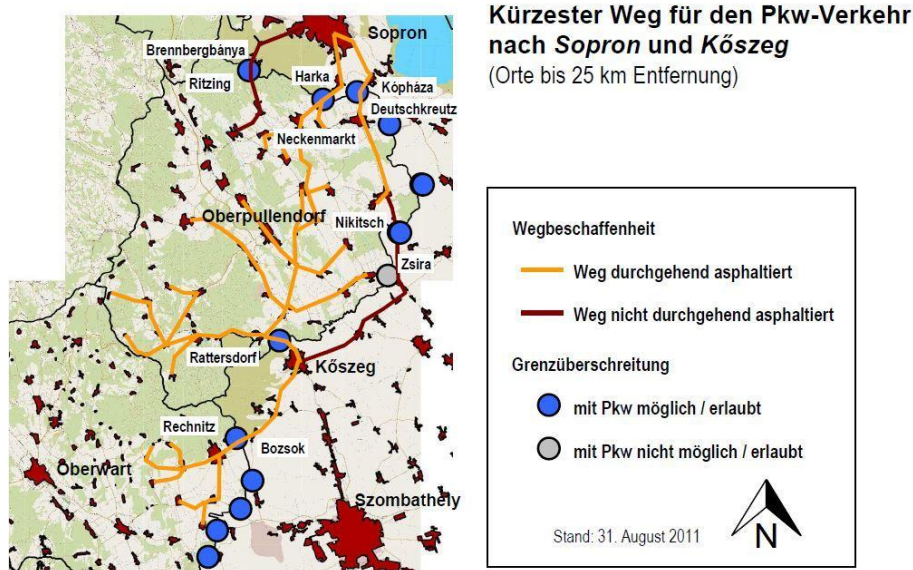 Kürzester Weg für den Pkw-Verkehr
nach Sopron und Kőszeg
(Orte bis 25 km Entfernung)
Sopron
Brennbergbánya
Ritzing
Harka
Kópháza
Deutschkreutz
Neckenmarkt
Oberpullendorf
Nikitsch
Zsira
Rattersdorf
Kőszeg
Rechnitz
Bozsok
Oberwart
Szombathely
Wegbeschaffenheit
Weg durchgehend asphaltiert
Weg nicht durchgehend asphaltiert
Grenzüberschreitung
mit Pkw möglich / erlaubt
mit Pkw nicht möglich / erlaubt
Stand: 31. August 2011
N